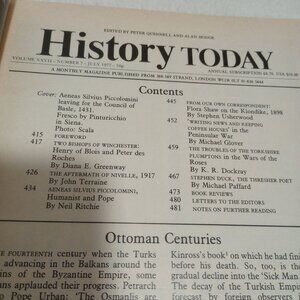 EDITED BY PETER QUENNELL AND ALAN HODGE
History TODAY
VOLUME XXVII · NUMBER 7 · JULY 1977
ANNUAL SUBSCRIPTION
A MONTHLY MAGAZINE PUBLISHED FROM 388-389 STRAND, LONDON WC2R
Contents
Cover: Aeneas Silvius Piccolomini
leaving for the Council of
Basle, 1431.
Fresco by Pinturicchio
in Siena.
Photo: Scala
415 FOREWORD
417 TWO BISHOPS OF WINCHESTER:
Henry of Blois and Peter des
Roches
By Diana E. Greenway
426 THE AFTERMATH OF NIVELLE, 1917
By John Terraine
434 AENEAS SILVIUS PICCOLOMINI,
Humanist and Pope
By Neil Ritchie
445 FROM OUR OWN CORRESPONDENT:
Flora Shaw on the Klondike, 1898
By Stephen Usherwood
452 'WRITING NEWS AND KEEPING
COFFEE HOUSES' in the
Peninsular War
By Michael Glover
459 THE TROUBLES OF THE YORKSHIRE
PLUMPTONS in the Wars of the
Roses
By K. R. Dockray
467 STEPHEN DUCK, THE THRESHER POET
By Michael Paffard
473 BOOK REVIEWS
480 LETTERS TO THE EDITORS
481 NOTES ON FURTHER READING
Ottoman Centuries
FOURTEENTH century when the Turks
advancing in the Balkans around the
of the Byzantine Empire, some
applauded their progress. Petrarch
to Pope Urban: 'The Osmanlis are
Kinross's book¹ on which he had finished
before his death. So, too, is the
gradual decline into the 'Sick Man
The decay of the Turkish Empire
forecast by foreign observers